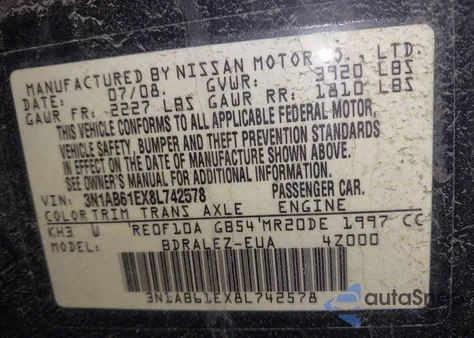 MANUFACTURED BY NISSAN MOTOR CO., LTD.
DATE: 07/08. GVWR: 3920 LBS
GAWR FR: 2227 LBS GAWR RR: 1810 LBS
THIS VEHICLE CONFORMS TO ALL APPLICABLE FEDERAL MOTOR
VEHICLE SAFETY, BUMPER AND THEFT PREVENTION STANDARDS
IN EFFECT ON THE DATE OF MANUFACTURE SHOWN ABOVE.
SEE OWNER'S MANUAL FOR ADDITIONAL INFORMATION.
VIN: 3N1AB61EX8L742578 PASSENGER CAR.
COLOR TRIM TRANS AXLE ENGINE
KH3 W 'RE0F10A GB54'MR20DE 1997 CC
MODEL: BDRALEZ-EUA 4Z000
3N1AB61EX8L742578